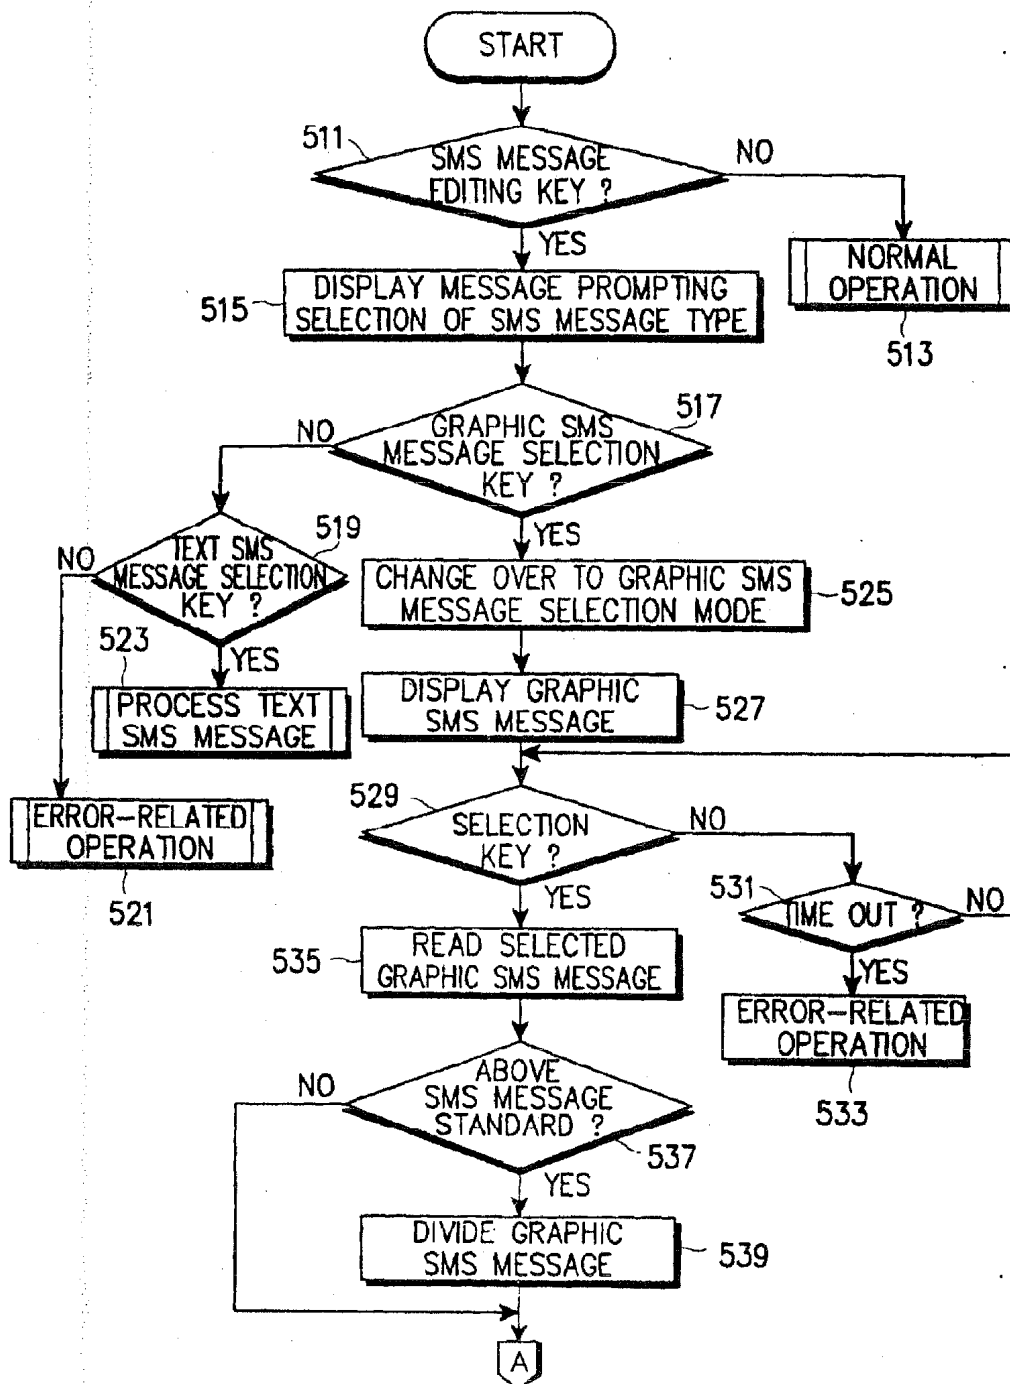 START
511
SMS MESSAGE
EDITING KEY ?
NO
YES
NORMAL
OPERATION
513
515
DISPLAY MESSAGE PROMPTING
SELECTION OF SMS MESSAGE TYPE
517
GRAPHIC SMS
MESSAGE SELECTION
KEY ?
NO
YES
519
TEXT SMS
MESSAGE SELECTION
KEY ?
NO
YES
523
PROCESS TEXT
SMS MESSAGE
ERROR-RELATED
OPERATION
521
CHANGE OVER TO GRAPHIC SMS
MESSAGE SELECTION MODE
525
DISPLAY GRAPHIC
SMS MESSAGE
527
529
SELECTION
KEY ?
NO
YES
531
TIME OUT ?
NO
YES
ERROR-RELATED
OPERATION
533
535
READ SELECTED
GRAPHIC SMS MESSAGE
ABOVE
SMS MESSAGE
STANDARD ?
NO
537
YES
DIVIDE GRAPHIC
SMS MESSAGE
539
A